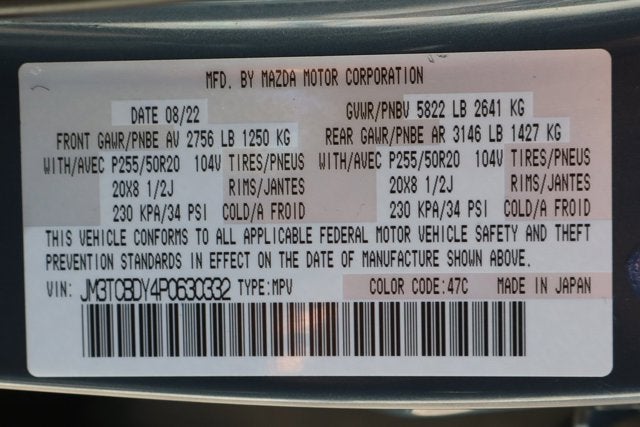 MFD. BY MAZDA MOTOR CORPORATION
DATE 08/22 GVWR/PNBV 5822 LB 2641 KG
FRONT GAWR/PNBE AV 2756 LB 1250 KG REAR GAWR/PNBE AR 3146 LB 1427 KG
WITH/AVEC P255/50R20 104V TIRES/PNEUS WITH/AVEC P255/50R20 104V TIRES/PNEUS
20X8 1/2J RIMS/JANTES 20X8 1/2J RIMS/JANTES
230 KPA/34 PSI COLD/A FROID 230 KPA/34 PSI COLD/A FROID
THIS VEHICLE CONFORMS TO ALL APPLICABLE FEDERAL MOTOR VEHICLE SAFETY AND THEFT
PREVENTION STANDARDS IN EFFECT ON THE DATE OF MANUFACTURE SHOWN ABOVE.
VIN: JM3TCBDY4P0630332 TYPE:MPV COLOR CODE:47C MADE IN JAPAN